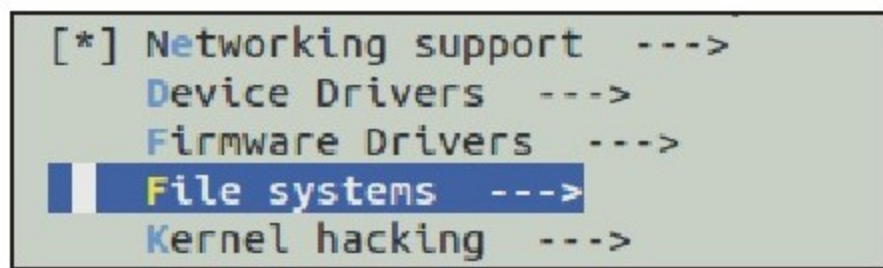 [*] Networking support --->
Device Drivers --->
Firmware Drivers --->
File systems --->
Kernel hacking --->